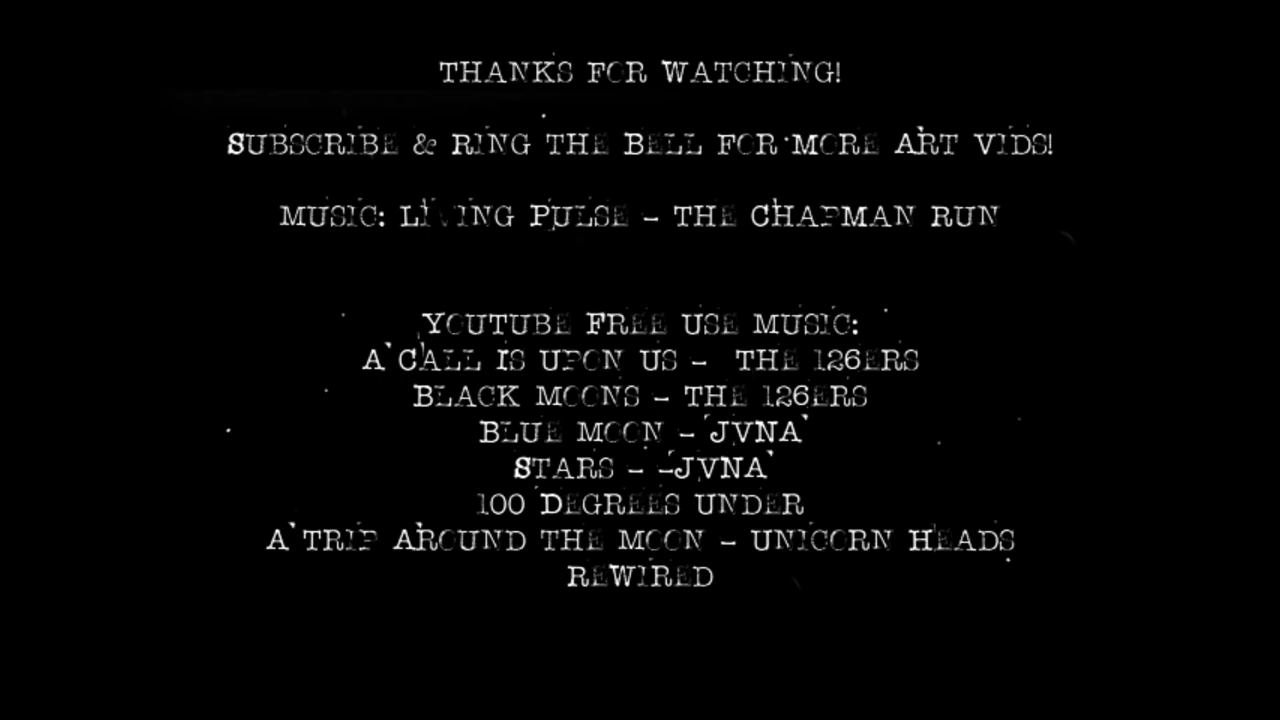 THANKS FOR WATCHING!
SUBSCRIBE & RING THE BELL FOR MORE ART VIDS!
MUSIC: LIVING PULSE - THE CHAPMAN RUN
YOUTUBE FREE USE MUSIC:
A CALL IS UPON US - THE 126ERS
BLACK MOONS - THE 126ERS
BLUE MOON - JVNA
STARS - -JVNA
100 DEGREES UNDER
A TRIP AROUND THE MOON - UNICORN HEADS
REWIRED